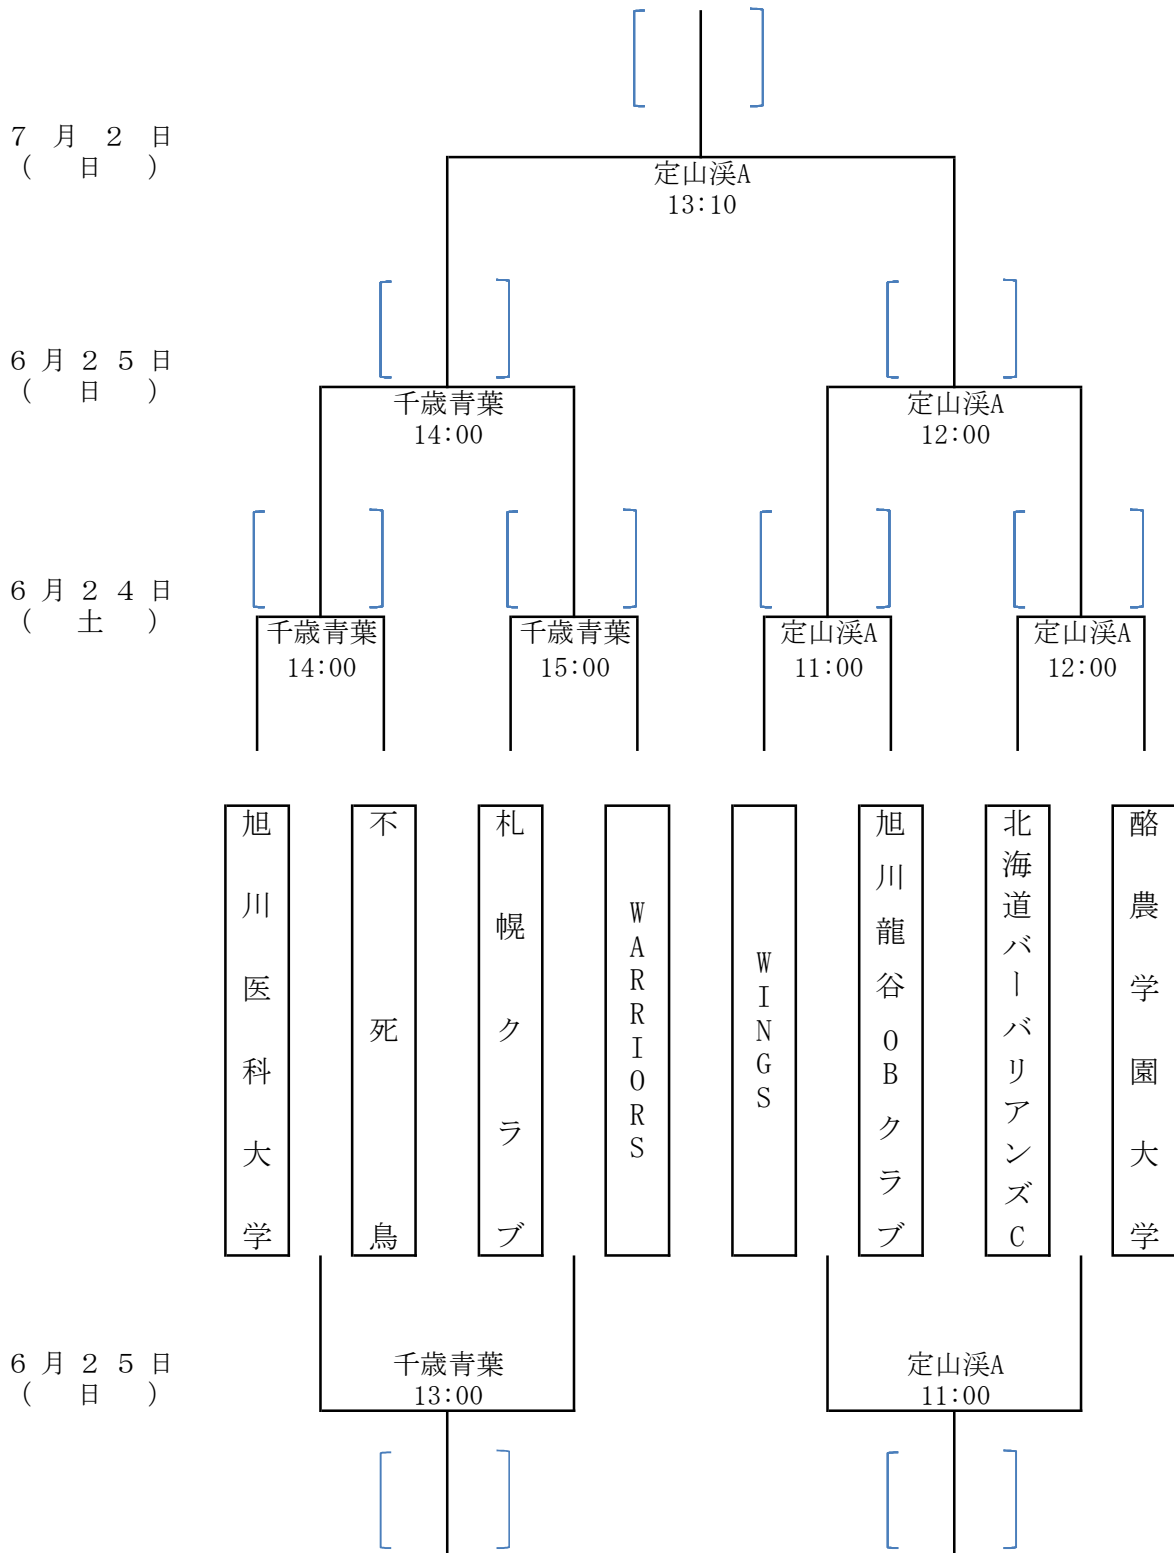 ７月２日
(日)
定山渓A
13:10
６月２５日
(日)
千歳青葉
14:00
定山渓A
12:00
６月２４日
(土)
千歳青葉
14:00
千歳青葉
15:00
定山渓A
11:00
定山渓A
12:00
旭川医科大学
不死鳥
札幌クラブ
WARRIORS
WINGS
旭川龍谷OBクラブ
北海道バーバリアンズC
酪農学園大学
６月２５日
(日)
千歳青葉
13:00
定山渓A
11:00